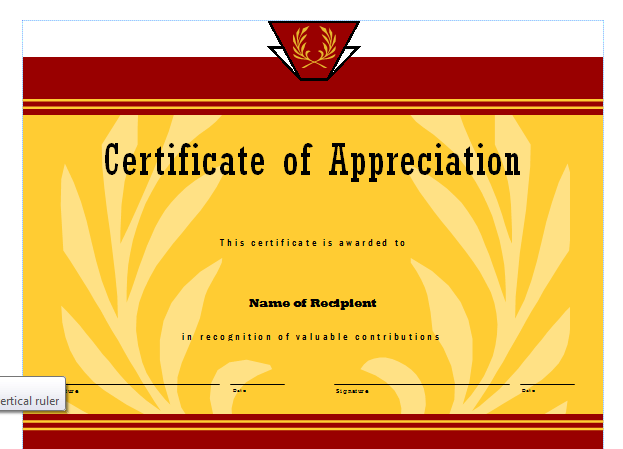 Certificate of Appreciation
This certificate is awarded to
Name of Recipient
in recognition of valuable contributions
Date Signature Date
ruler